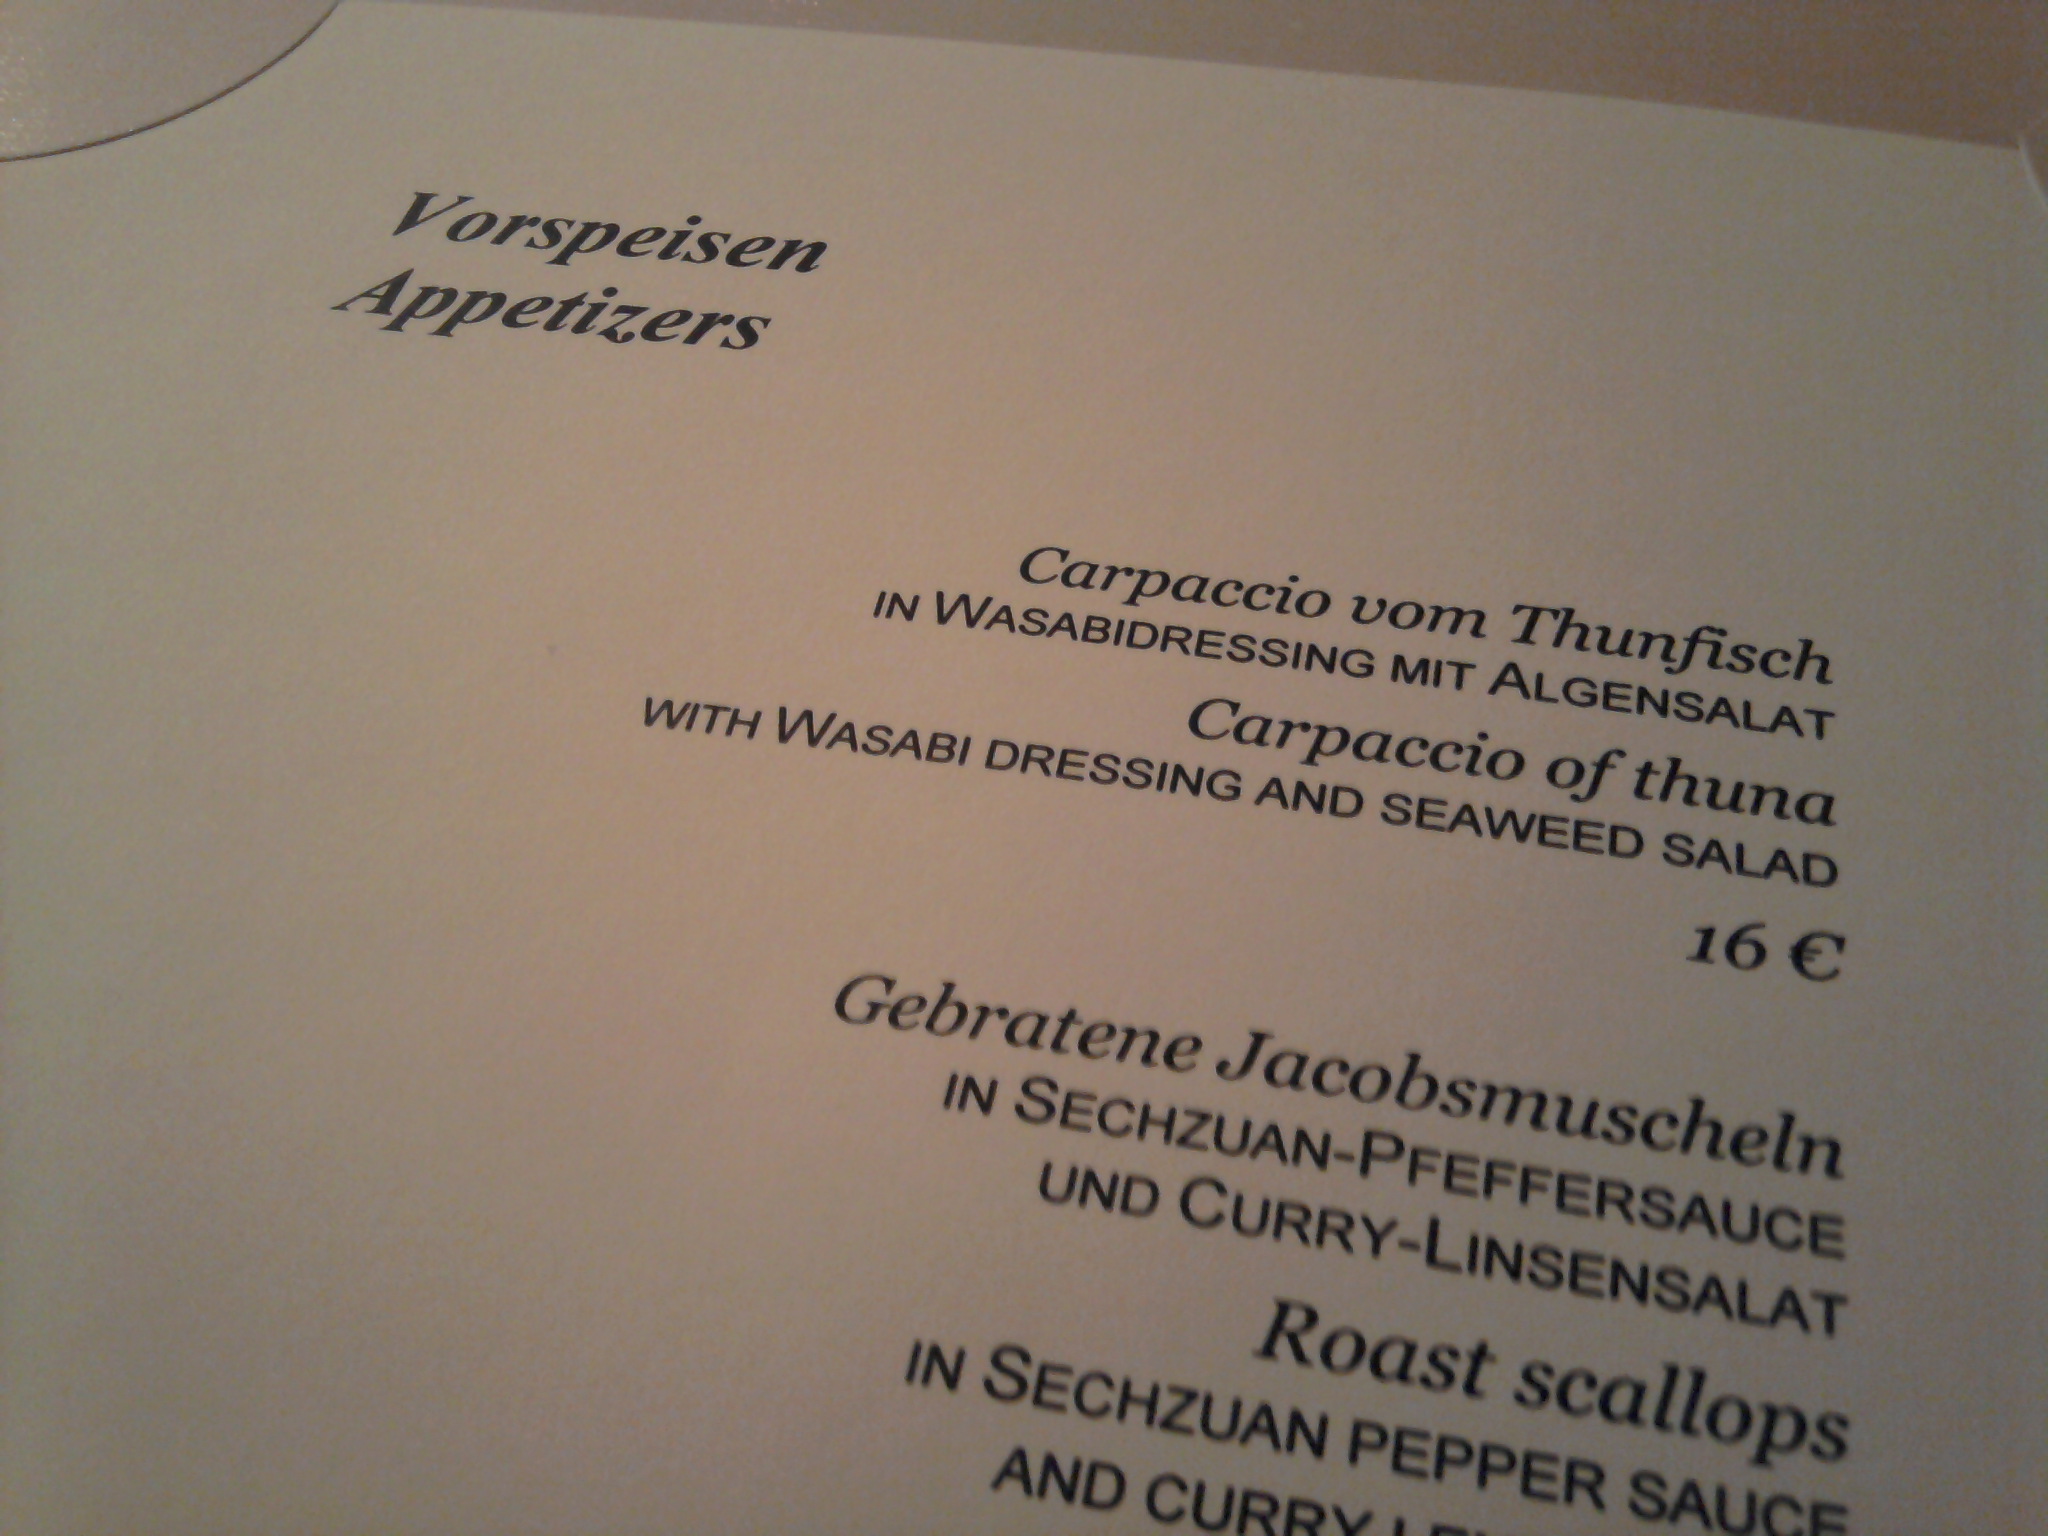 Vorspeisen
Appetizers
Carpaccio vom Thunfisch
IN WASABIDRESSING MIT ALGENSALAT
Carpaccio of thuna
WITH WASABI DRESSING AND SEAWEED SALAD
16 €
Gebratene Jacobsmuscheln
IN SECHZUAN-PFEFFERSAUCE
UND CURRY-LINSENSALAT
Roast scallops
IN SECHZUAN PEPPER SAUCE
AND CURRY